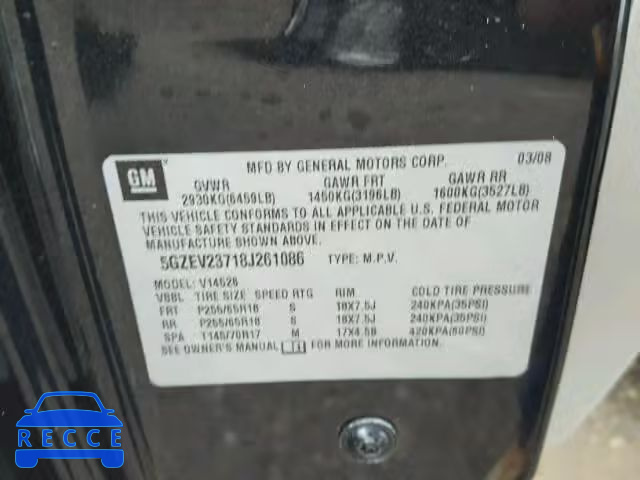 GM
MFD BY GENERAL MOTORS CORP. 03/08
GVWR GAWR FRT GAWR RR
2930KG(6459LB) 1450KG(3196LB) 1600KG(3527LB)
THIS VEHICLE CONFORMS TO ALL APPLICABLE U.S. FEDERAL MOTOR
VEHICLE SAFETY STANDARDS IN EFFECT ON THE DATE OF
MANUFACTURE SHOWN ABOVE.
5GZEV23718J261086 TYPE: M.P.V.
MODEL: V14526
TIRE SIZE SPEED RTG RIM COLD TIRE PRESSURE
FRT P255/65R18 S 18X7.5J 240KPA(35PSI)
RR P255/65R18 S 18X7.5J 240KPA(35PSI)
SPA T145/70R17 M 17X4.5B 420KPA(60PSI)
SEE OWNER'S MANUAL FOR MORE INFORMATION.
RECCE